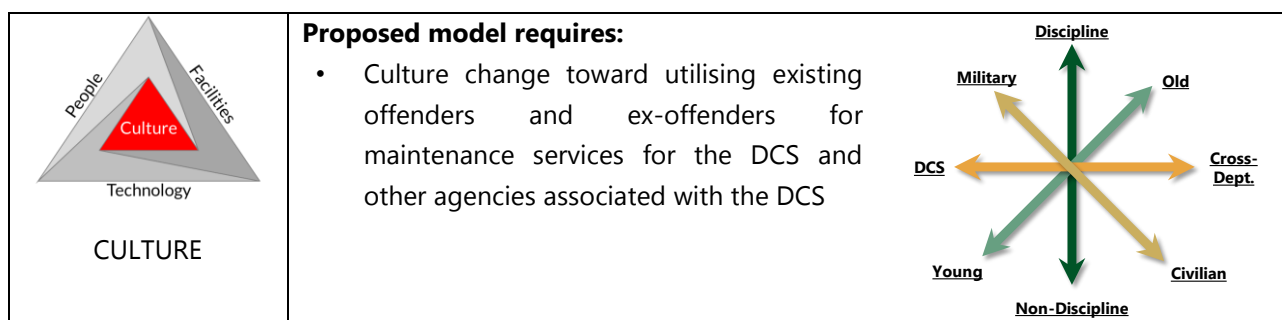 People
Facilities
Culture
Technology
CULTURE
Proposed model requires:
• Culture change toward utilising existing
offenders and ex-offenders for
maintenance services for the DCS and
other agencies associated with the DCS
Discipline
Military
Old
DCS
Cross-
Dept.
Young
Civilian
Non-Discipline